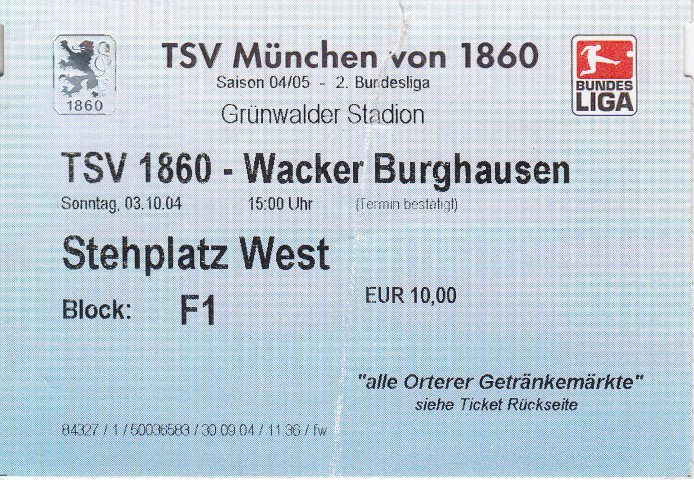 TSV München von 1860
Saison 04/05 - 2. Bundesliga
Grünwalder Stadion
1860
BUNDES
LIGA
TSV 1860 - Wacker Burghausen
Sonntag, 03.10.04 15:00 Uhr (Termin bestätigt)
Stehplatz West
Block: F1
EUR 10,00
"alle Orterer Getränkemärkte"
siehe Ticket Rückseite
84327 / 1 / 50036583 / 30.09.04 / 11:36 / fw